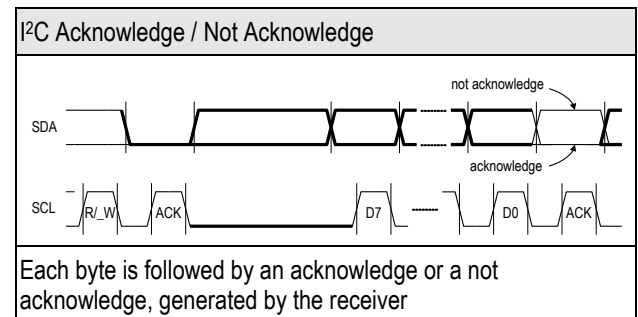 I²C Acknowledge / Not Acknowledge
not acknowledge
SDA
acknowledge
SCL R/_W ACK D7 D0 ACK
Each byte is followed by an acknowledge or a not
acknowledge, generated by the receiver